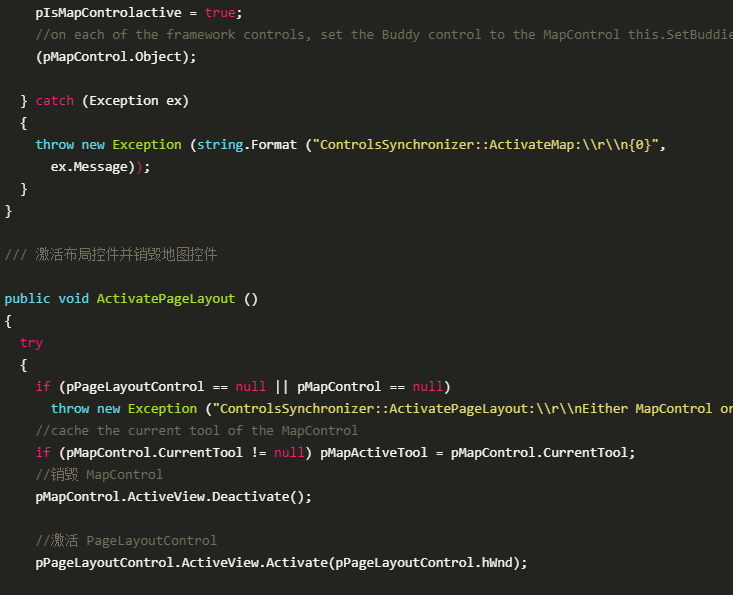 pIsMapControlactive = true;
//on each of the framework controls, set the Buddy control to the MapControl this.SetBuddie
(pMapControl.Object);
} catch (Exception ex)
{
throw new Exception (string.Format ("ControlsSynchronizer::ActivateMap:\\r\\n{0}",
ex.Message));
}
}
/// 激活布局控件并销毁地图控件
public void ActivatePageLayout ()
{
try
{
if (pPageLayoutControl == null || pMapControl == null)
throw new Exception ("ControlsSynchronizer::ActivatePageLayout:\\r\\nEither MapControl or
//cache the current tool of the MapControl
if (pMapControl.CurrentTool != null) pMapActiveTool = pMapControl.CurrentTool;
//销毁 MapControl
pMapControl.ActiveView.Deactivate();
//激活 PageLayoutControl
pPageLayoutControl.ActiveView.Activate(pPageLayoutControl.hWnd);